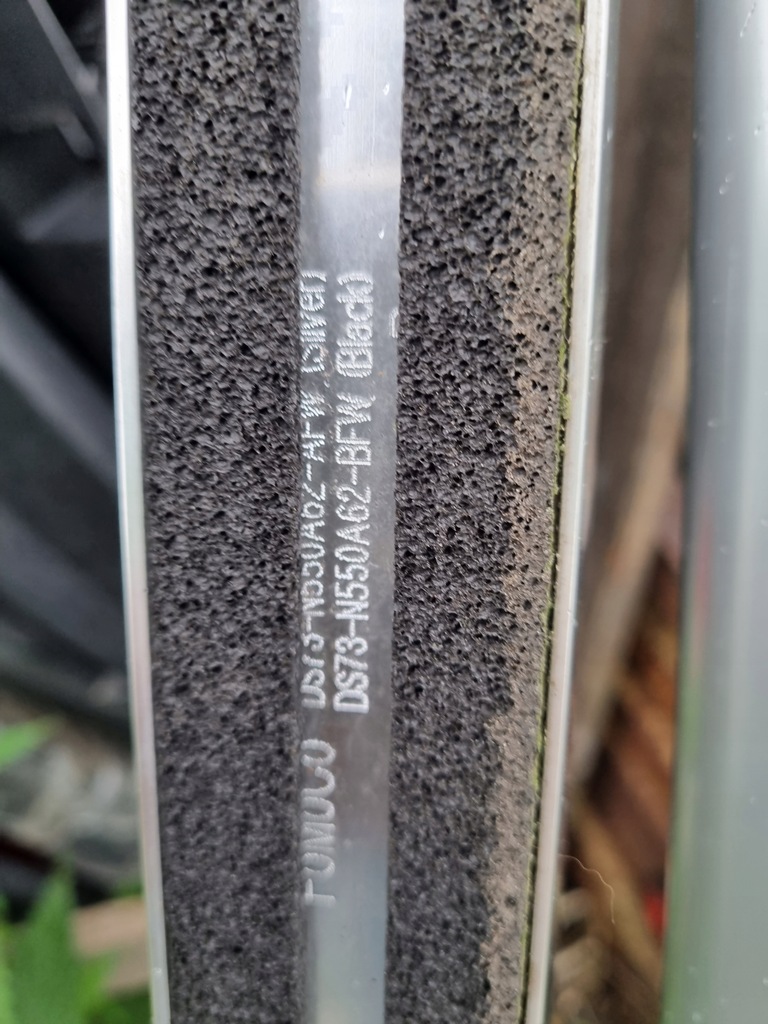 FOMOCO DS73-N550A62-AFW (Silver)
DS73-N550A62-BFW (Black)